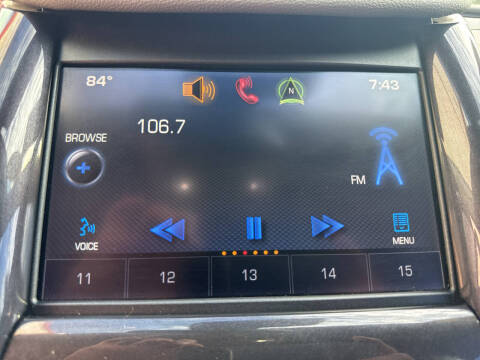 84° N 7:43
106.7
BROWSE
FM
VOICE MENU
11 12 13 14 15